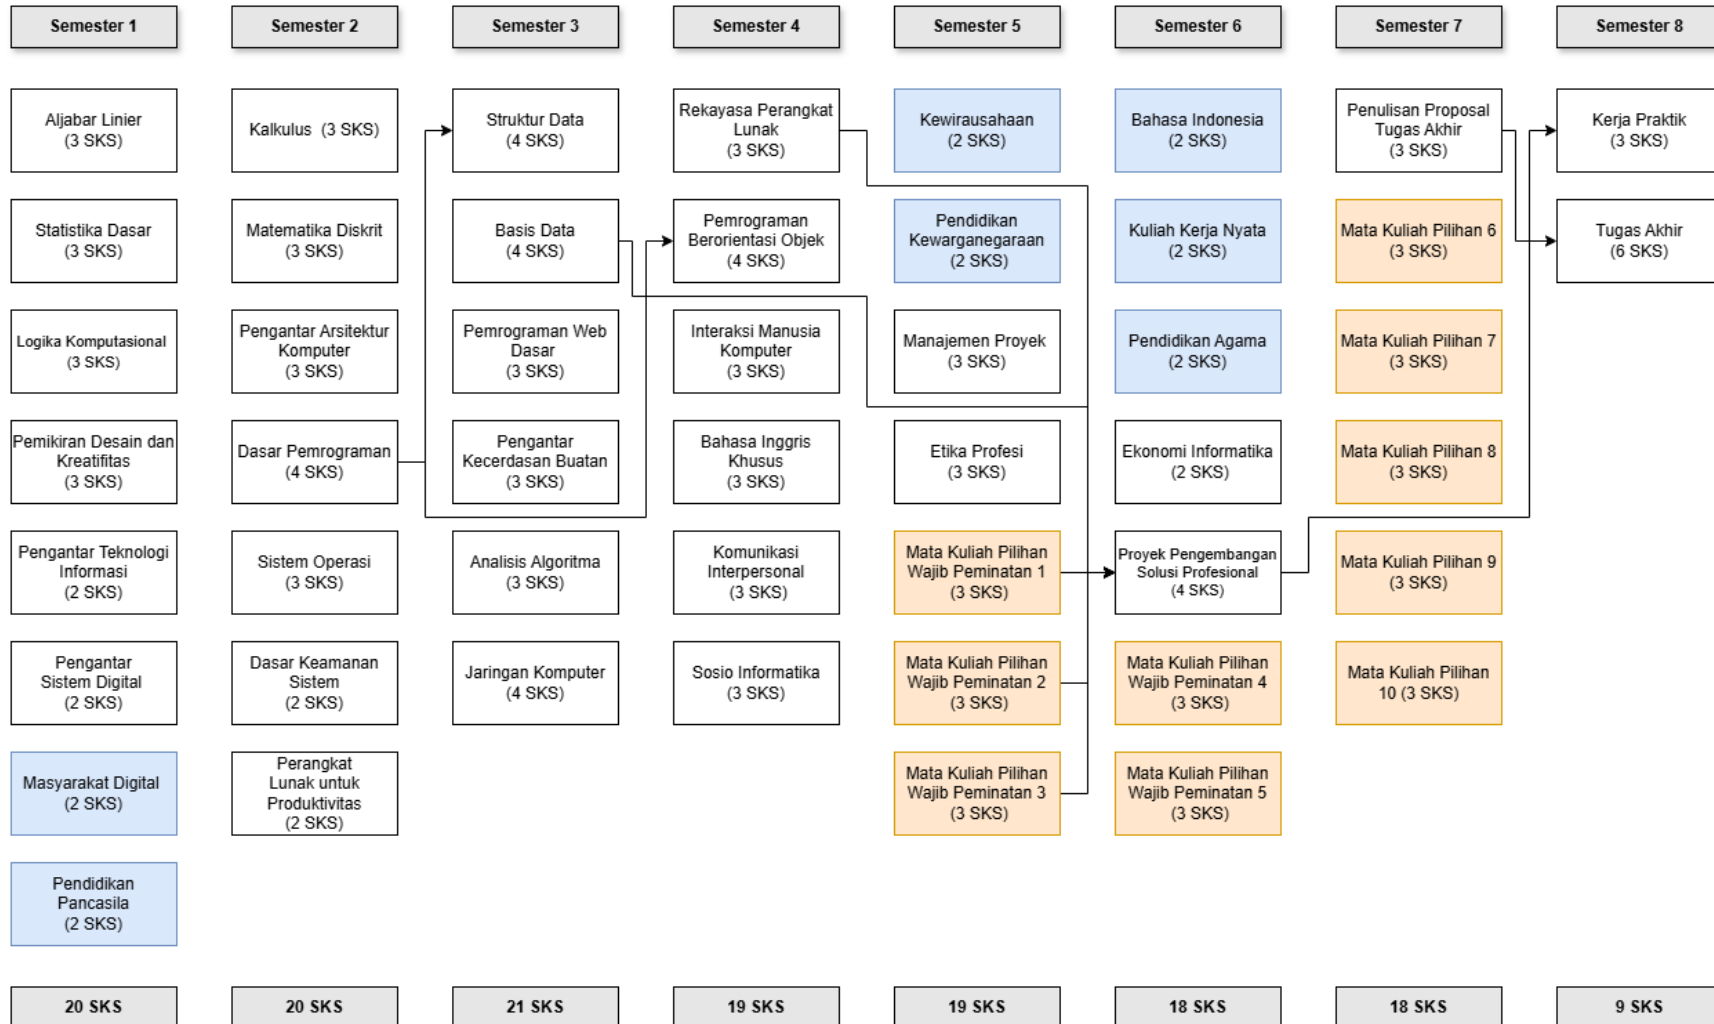 Semester 1
Semester 2
Semester 3
Semester 4
Semester 5
Semester 6
Semester 7
Semester 8
Aljabar Linier
(3 SKS)
Statistika Dasar
(3 SKS)
Logika Komputasional
(3 SKS)
Pemikiran Desain dan
Kreatifitas
(3 SKS)
Pengantar Teknologi
Informasi
(2 SKS)
Pengantar
Sistem Digital
(2 SKS)
Masyarakat Digital
(2 SKS)
Pendidikan
Pancasila
(2 SKS)
20 SKS
Kalkulus (3 SKS)
Matematika Diskrit
(3 SKS)
Pengantar Arsitektur
Komputer
(3 SKS)
Dasar Pemrograman
(4 SKS)
Sistem Operasi
(3 SKS)
Dasar Keamanan
Sistem
(2 SKS)
Perangkat
Lunak untuk
Produktivitas
(2 SKS)
20 SKS
Struktur Data
(4 SKS)
Basis Data
(4 SKS)
Pemrograman Web
Dasar
(3 SKS)
Pengantar
Kecerdasan Buatan
(3 SKS)
Analisis Algoritma
(3 SKS)
Jaringan Komputer
(4 SKS)
21 SKS
Rekayasa Perangkat
Lunak
(3 SKS)
Pemrograman
Berorientasi Objek
(4 SKS)
Interaksi Manusia
Komputer
(3 SKS)
Bahasa Inggris
Khusus
(3 SKS)
Komunikasi
Interpersonal
(3 SKS)
Sosio Informatika
(3 SKS)
19 SKS
Kewirausahaan
(2 SKS)
Pendidikan
Kewarganegaraan
(2 SKS)
Manajemen Proyek
(3 SKS)
Etika Profesi
(3 SKS)
Mata Kuliah Pilihan
Wajib Peminatan 1
(3 SKS)
Mata Kuliah Pilihan
Wajib Peminatan 2
(3 SKS)
Mata Kuliah Pilihan
Wajib Peminatan 3
(3 SKS)
19 SKS
Bahasa Indonesia
(2 SKS)
Kuliah Kerja Nyata
(2 SKS)
Pendidikan Agama
(2 SKS)
Ekonomi Informatika
(2 SKS)
Proyek Pengembangan
Solusi Profesional
(4 SKS)
Mata Kuliah Pilihan
Wajib Peminatan 4
(3 SKS)
Mata Kuliah Pilihan
Wajib Peminatan 5
(3 SKS)
18 SKS
Penulisan Proposal
Tugas Akhir
(3 SKS)
Mata Kuliah Pilihan 6
(3 SKS)
Mata Kuliah Pilihan 7
(3 SKS)
Mata Kuliah Pilihan 8
(3 SKS)
Mata Kuliah Pilihan 9
(3 SKS)
Mata Kuliah Pilihan
10 (3 SKS)
18 SKS
Kerja Praktik
(3 SKS)
Tugas Akhir
(6 SKS)
9 SKS